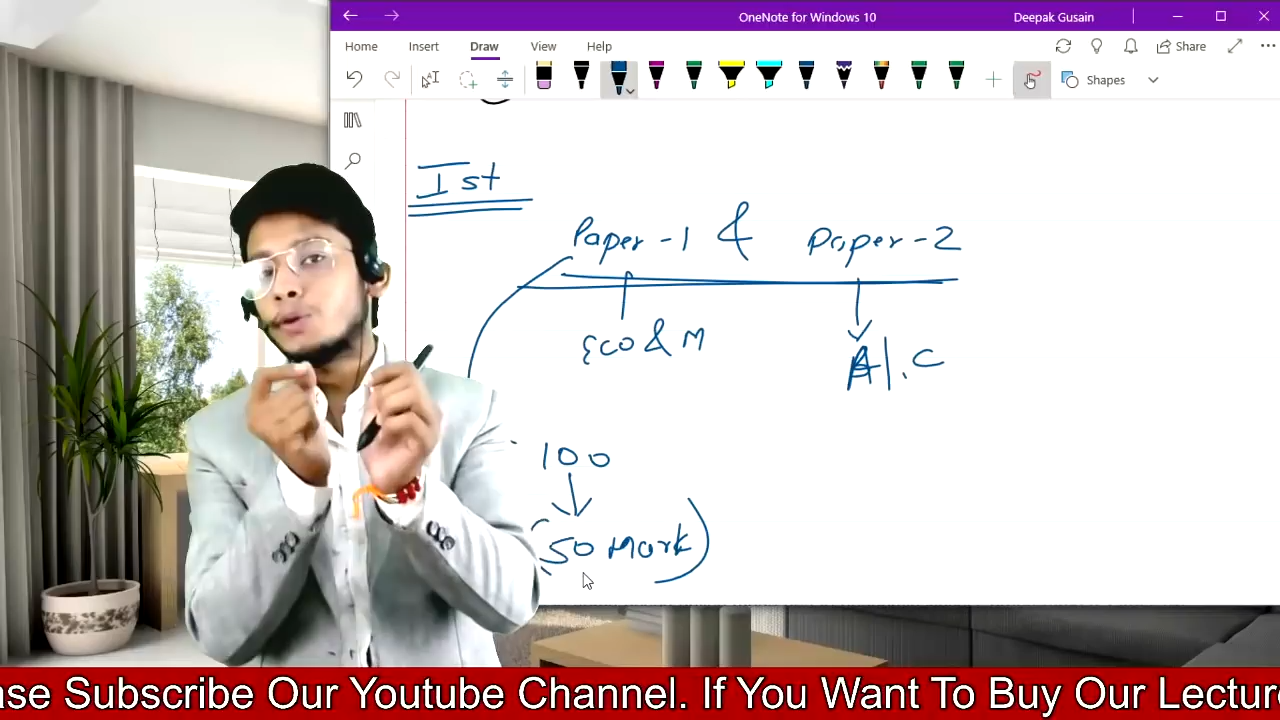 OneNote for Windows 10
Deepak Gusain
Home Insert Draw View Help
Share
Shapes
Ist
Paper-1 & Paper-2
Eco & M
A/.C
100
(50 Mark)
ase Subscribe Our Youtube Channel. If You Want To Buy Our Lecture